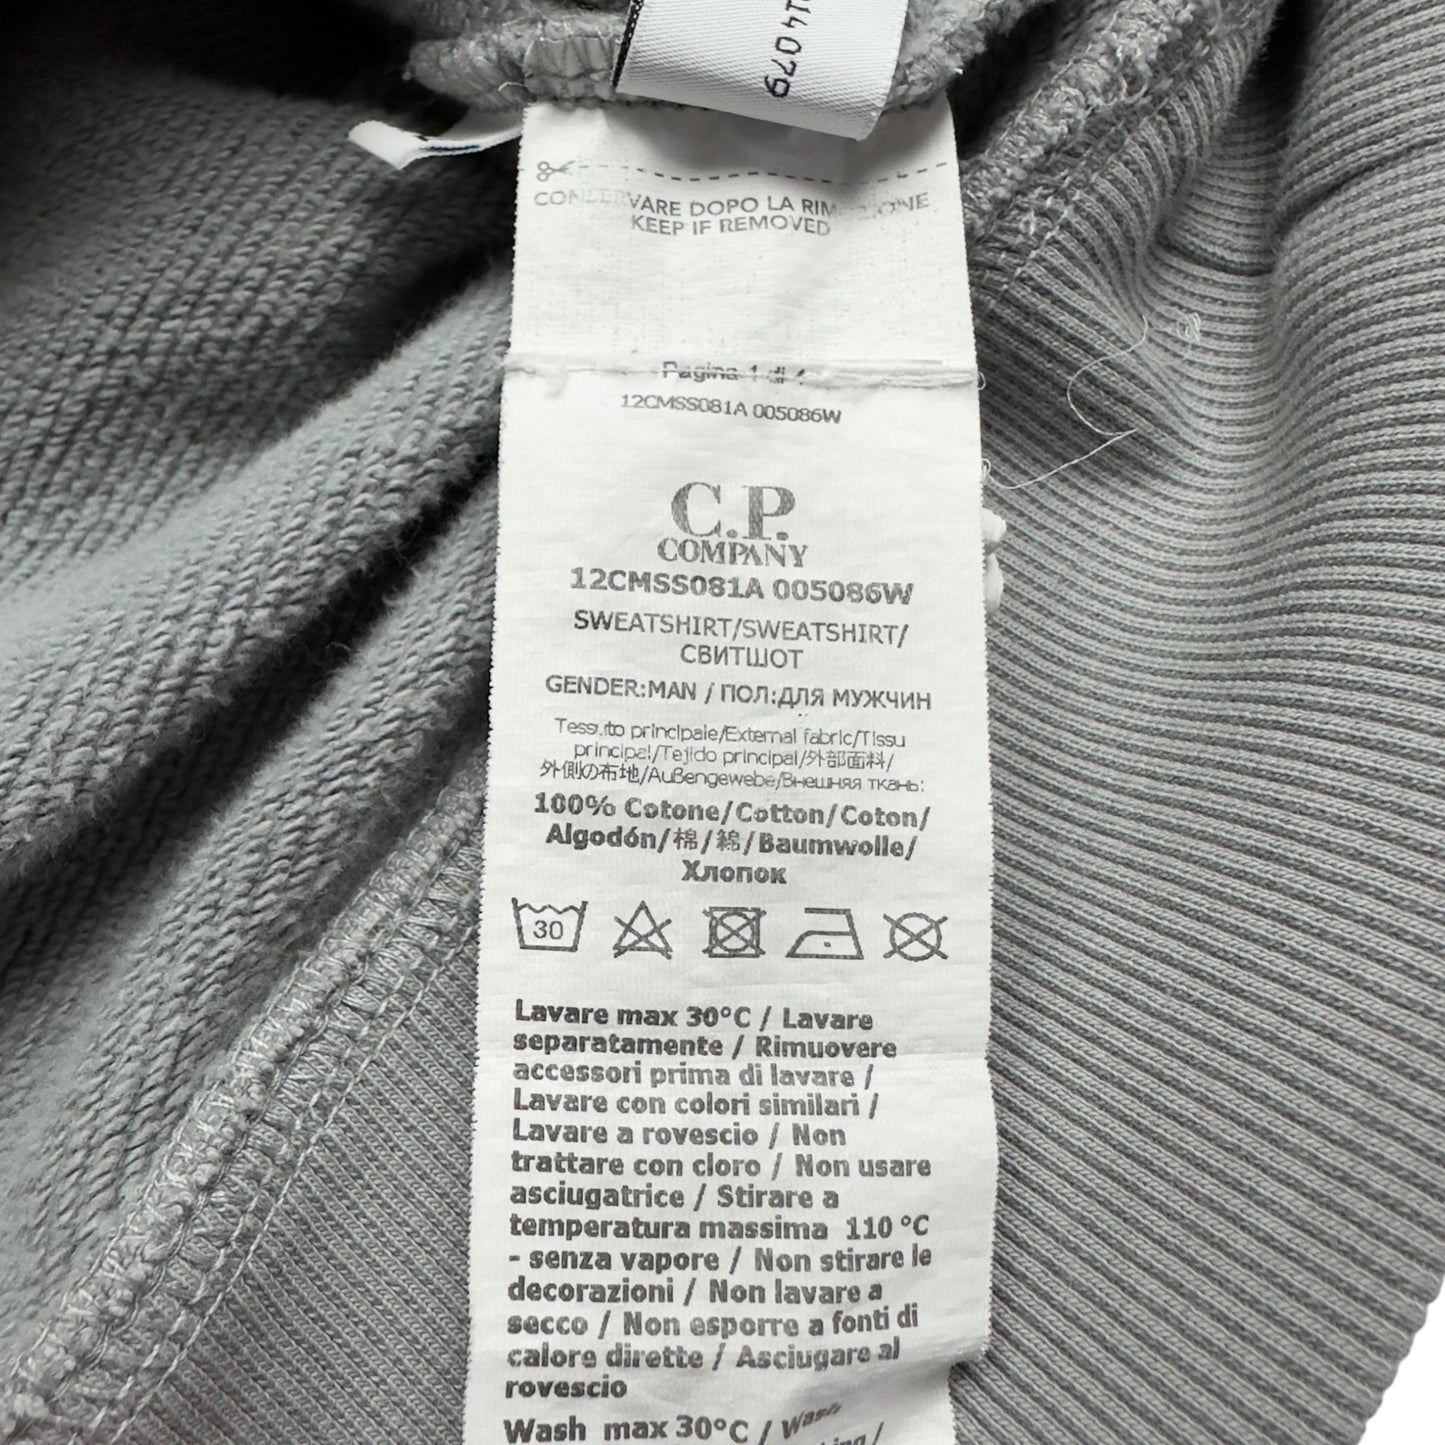 14079
CONSERVARE DOPO LA RIMOZIONE
KEEP IF REMOVED
Pagina 1 di
12CMSS081A 005086W
C.P.
COMPANY
12CMSS081A 005086W
SWEATSHIRT/SWEATSHIRT/
СВИТШОТ
GENDER:MAN / ПОЛ:ДЛЯ МУЖЧИН
Tessuto principale/External fabric/Tissu
principal/Tejido principal/外部面料/
外側の布地/Außengewebe/Внешняя ткань:
100% Cotone/Cotton/Coton/
Algodón/棉/綿/Baumwolle/
Хлопок
30
Lavare max 30°C / Lavare
separatamente / Rimuovere
accessori prima di lavare /
Lavare con colori similari /
Lavare a rovescio / Non
trattare con cloro / Non usare
asciugatrice / Stirare a
temperatura massima 110 °C
- senza vapore / Non stirare le
decorazioni / Non lavare a
secco / Non esporre a fonti di
calore dirette / Asciugare al
rovescio
Wash max 30°C / Wash